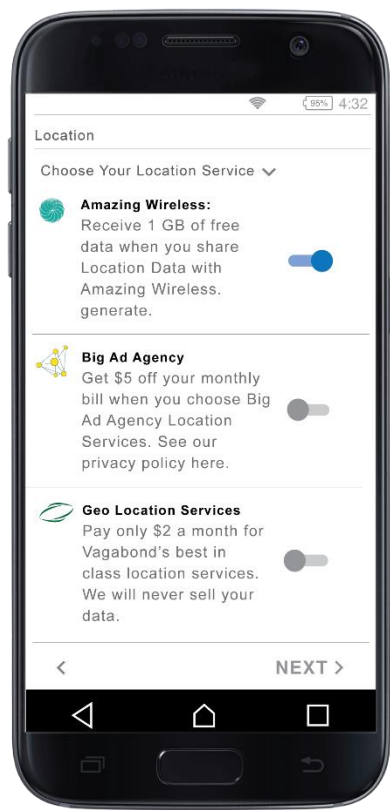 95% 4:32
Location
Choose Your Location Service
Amazing Wireless:
Receive 1 GB of free
data when you share
Location Data with
Amazing Wireless.
generate.
Big Ad Agency
Get $5 off your monthly
bill when you choose Big
Ad Agency Location
Services. See our
privacy policy here.
Geo Location Services
Pay only $2 a month for
Vagabond’s best in
class location services.
We will never sell your
data.
< NEXT >